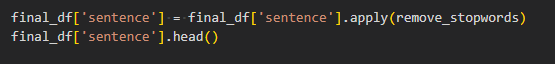 final_df['sentence'] = final_df['sentence'].apply(remove_stopwords)
final_df['sentence'].head()